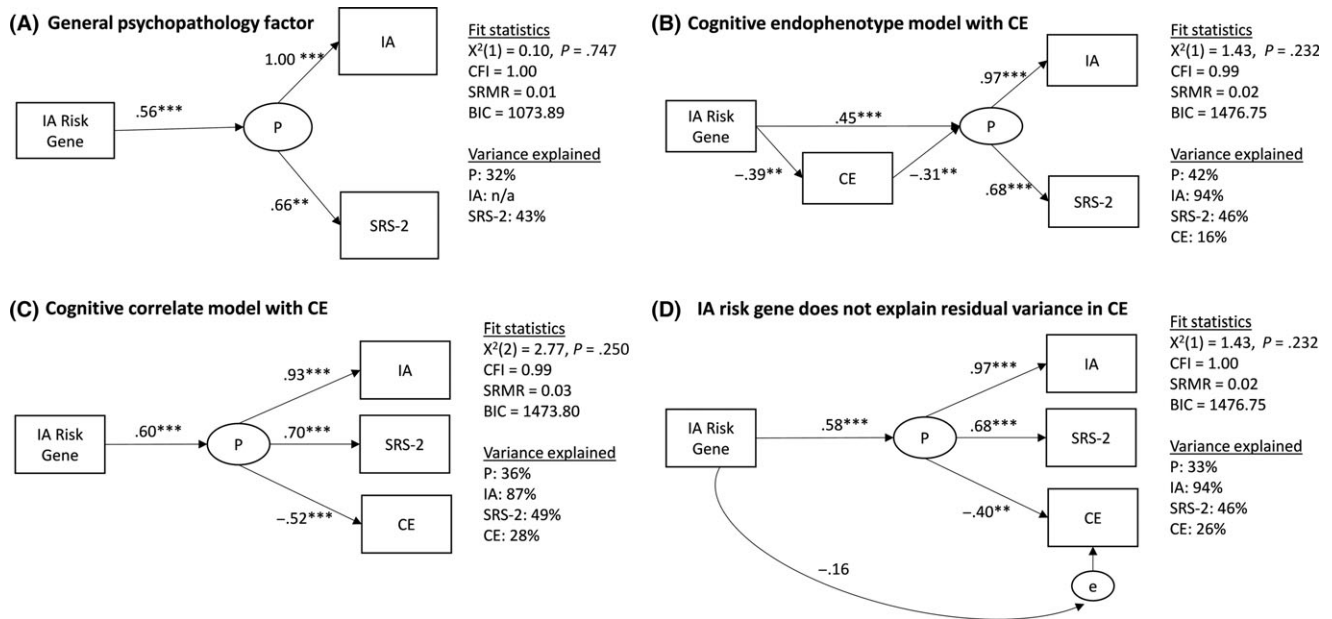 (A) General psychopathology factor
IA Risk
Gene
.56***
P
1.00 ***
IA
.66**
SRS-2
Fit statistics
X²(1) = 0.10, P = .747
CFI = 1.00
SRMR = 0.01
BIC = 1073.89
Variance explained
P: 32%
IA: n/a
SRS-2: 43%
(B) Cognitive endophenotype model with CE
IA Risk
Gene
.45***
–.39**
CE
–.31**
P
.97***
IA
.68***
SRS-2
Fit statistics
X²(1) = 1.43, P = .232
CFI = 0.99
SRMR = 0.02
BIC = 1476.75
Variance explained
P: 42%
IA: 94%
SRS-2: 46%
CE: 16%
(C) Cognitive correlate model with CE
IA Risk
Gene
.60***
P
.93***
IA
.70***
SRS-2
–.52***
CE
Fit statistics
X²(2) = 2.77, P = .250
CFI = 0.99
SRMR = 0.03
BIC = 1473.80
Variance explained
P: 36%
IA: 87%
SRS-2: 49%
CE: 28%
(D) IA risk gene does not explain residual variance in CE
IA Risk
Gene
.58***
P
.97***
IA
.68***
SRS-2
–.40**
CE
–.16
e
Fit statistics
X²(1) = 1.43, P = .232
CFI = 1.00
SRMR = 0.02
BIC = 1476.75
Variance explained
P: 33%
IA: 94%
SRS-2: 46%
CE: 26%